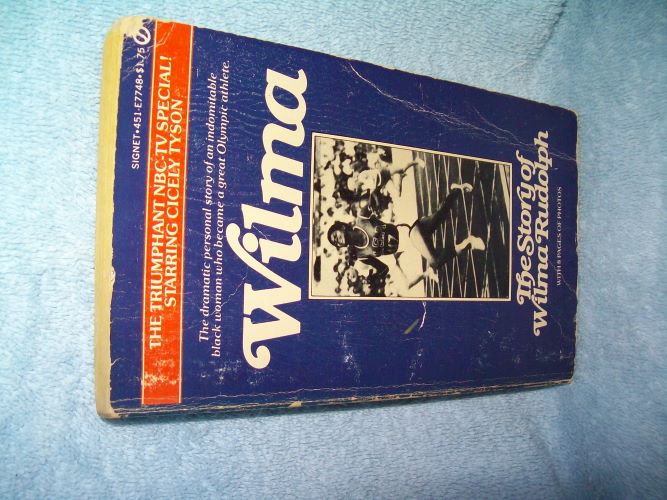 SIGNET•451-E7748•$1.75
THE TRIUMPHANT NBC-TV SPECIAL!
STARRING CICELY TYSON
The dramatic personal story of an indomitable
black woman who became a great Olympic athlete.
Wilma
The Story of
Wilma Rudolph
WITH 8 PAGES OF PHOTOS